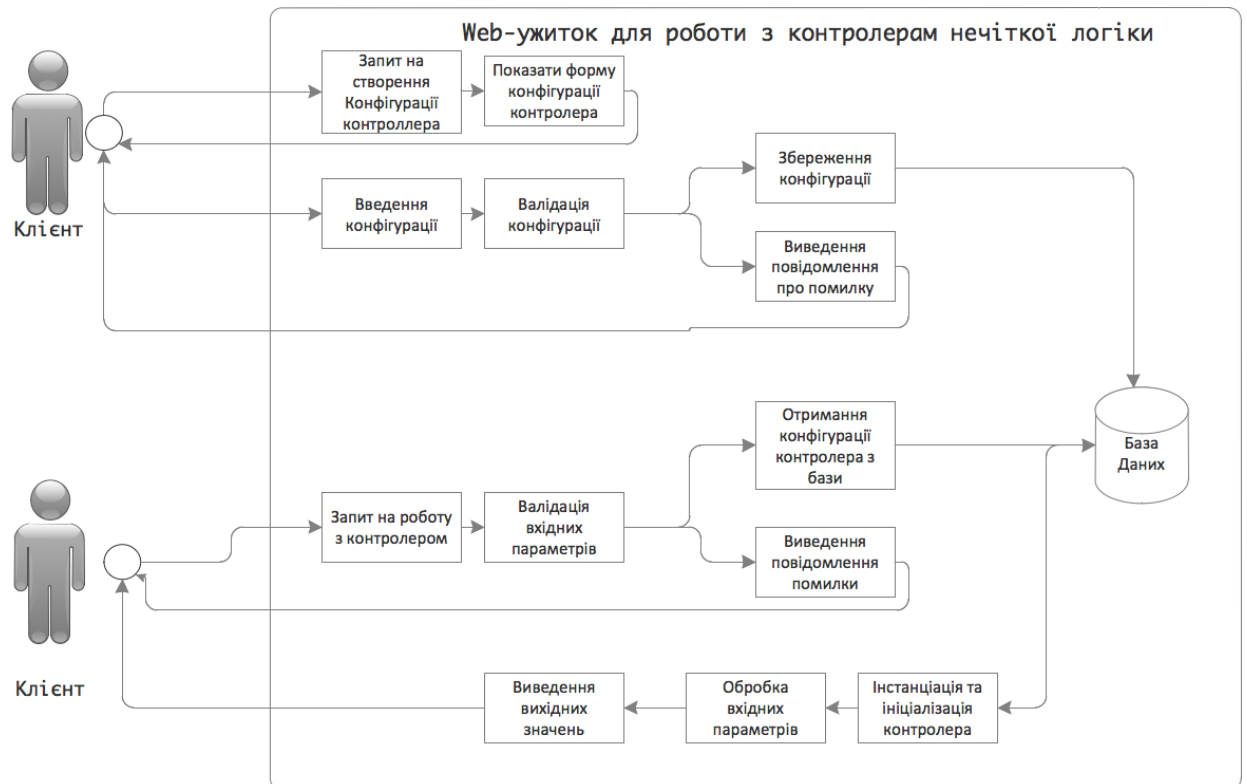 Web-ужиток для роботи з контролерам нечіткої логіки
Запит на
створення
Конфігурації
контроллера
Показати форму
конфігурації
контролера
Клієнт
Введення
конфігурації
Валідація
конфігурації
Збереження
конфігурації
Виведення
повідомлення
про помилку
База
Даних
Клієнт
Запит на роботу
з контролером
Валідація
вхідних
параметрів
Отримання
конфігурації
контролера з
бази
Виведення
повідомлення
помилки
Виведення
вихідних
значень
Обробка
вхідних
параметрів
Інстанціація та
ініціалізація
контролера